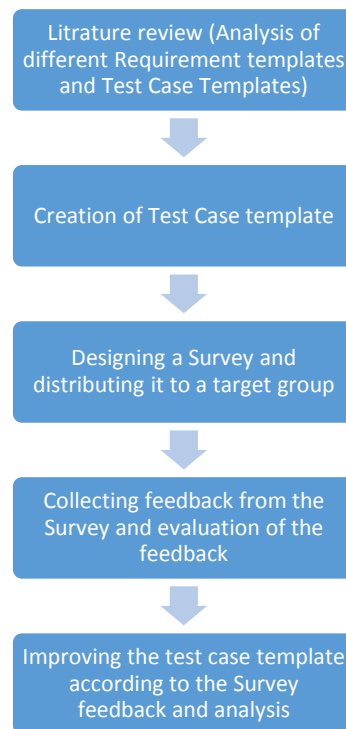 Litrature review (Analysis of
different Requirement templates
and Test Case Templates)
Creation of Test Case template
Designing a Survey and
distributing it to a target group
Collecting feedback from the
Survey and evaluation of the
feedback
Improving the test case template
according to the Survey
feedback and analysis